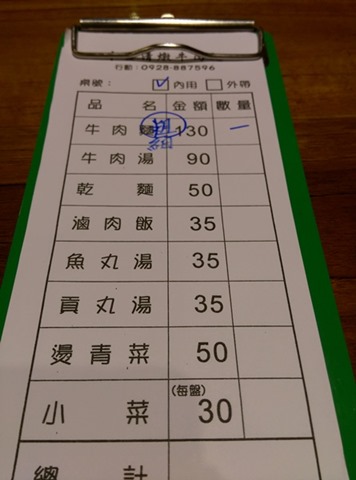 行動：0928-887596
桌號： ✓內用 □外帶
品名 金額 數量
牛肉麵 130 一
細
牛肉湯 90
乾麵 50
滷肉飯 35
魚丸湯 35
貢丸湯 35
燙青菜 50
小菜 (每盤) 30
總計